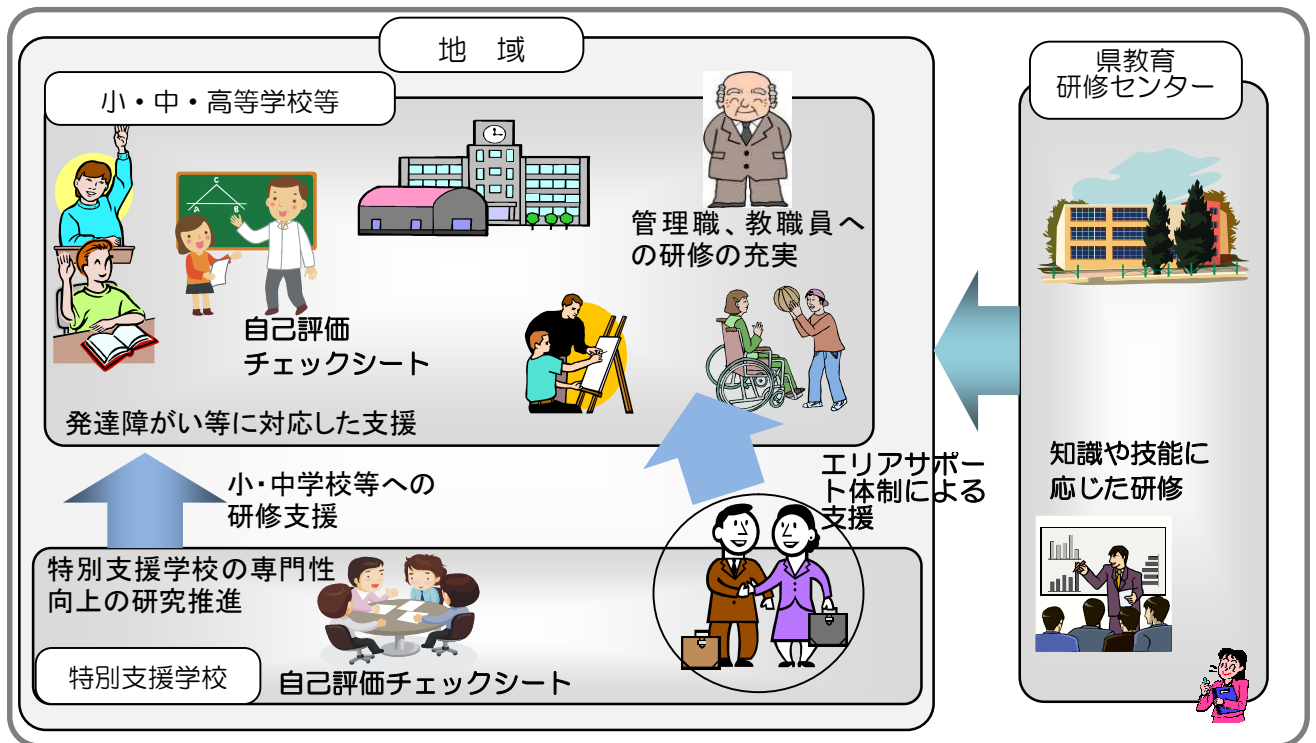 地　域
小・中・高等学校等
C
A B
管理職、教職員へ
の研修の充実
自己評価
チェックシート
発達障がい等に対応した支援
小・中学校等への
研修支援
エリアサポー
ト体制による
支援
特別支援学校の専門性
向上の研究推進
特別支援学校
自己評価チェックシート
県教育
研修センター
知識や技能に
応じた研修